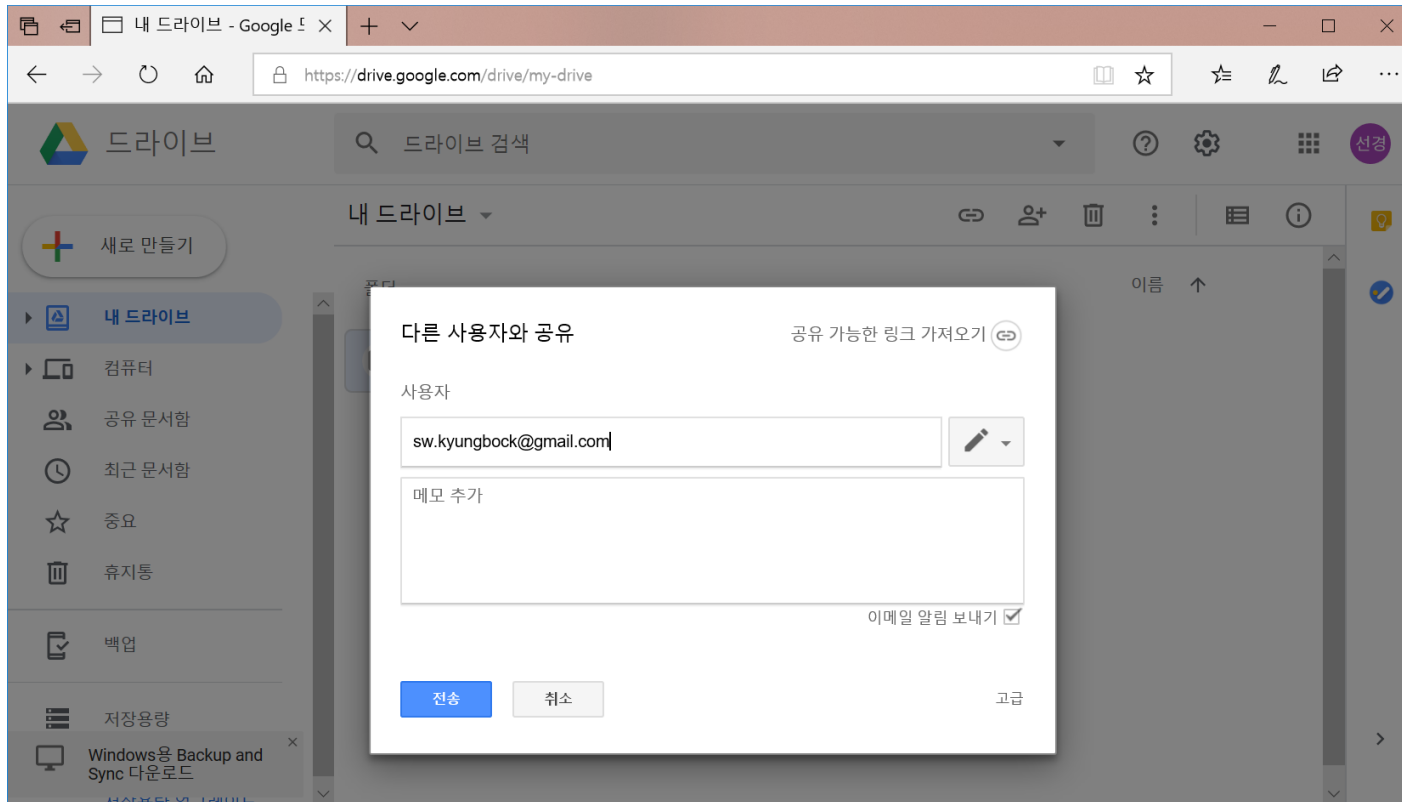 내 드라이브 - Google
https://drive.google.com/drive/my-drive
드라이브
드라이브 검색
선경
내 드라이브
새로 만들기
폴더
이름
내 드라이브
컴퓨터
공유 문서함
최근 문서함
중요
휴지통
백업
저장용량
Windows용 Backup and
Sync 다운로드
다른 사용자와 공유
공유 가능한 링크 가져오기
사용자
sw.kyungbock@gmail.com
메모 추가
이메일 알림 보내기
전송
취소
고급